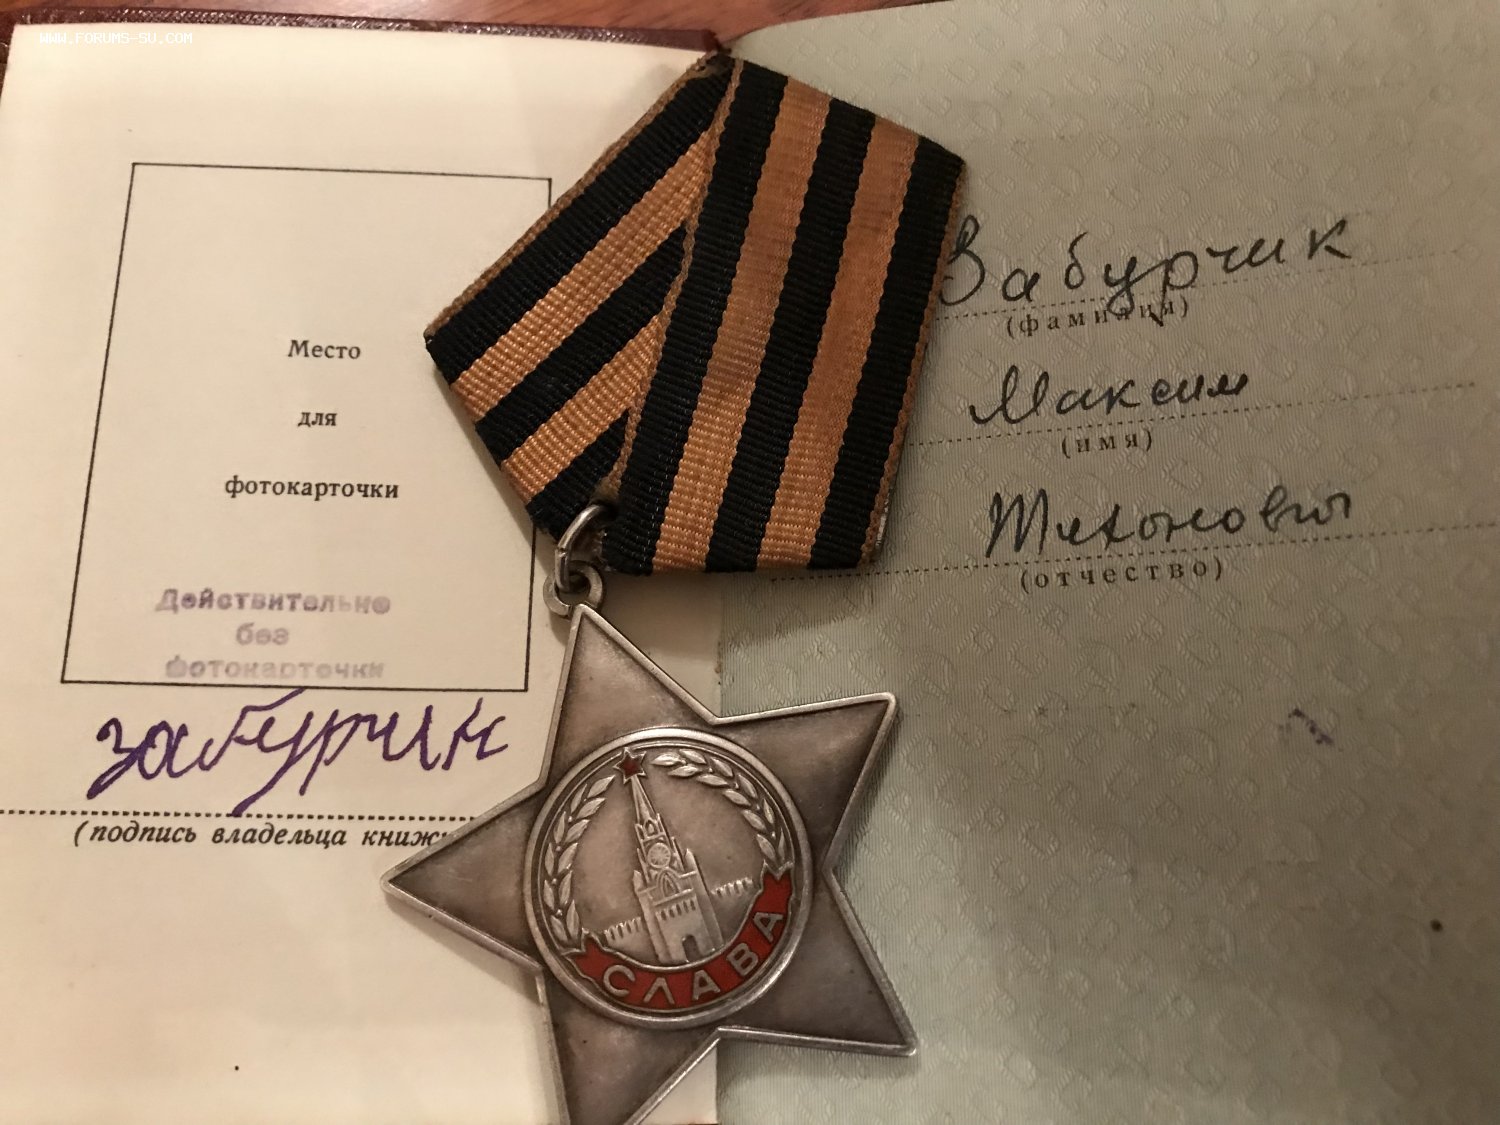 WWW.FORUMS-SU.COM
Место
для
фотокарточки
Действительно
без
фотокарточки
забурчик
(подпись владельца книжк
Забурчик
(фамилия)
Максим
(имя)
Тихонович
(отчество)
СЛАВА